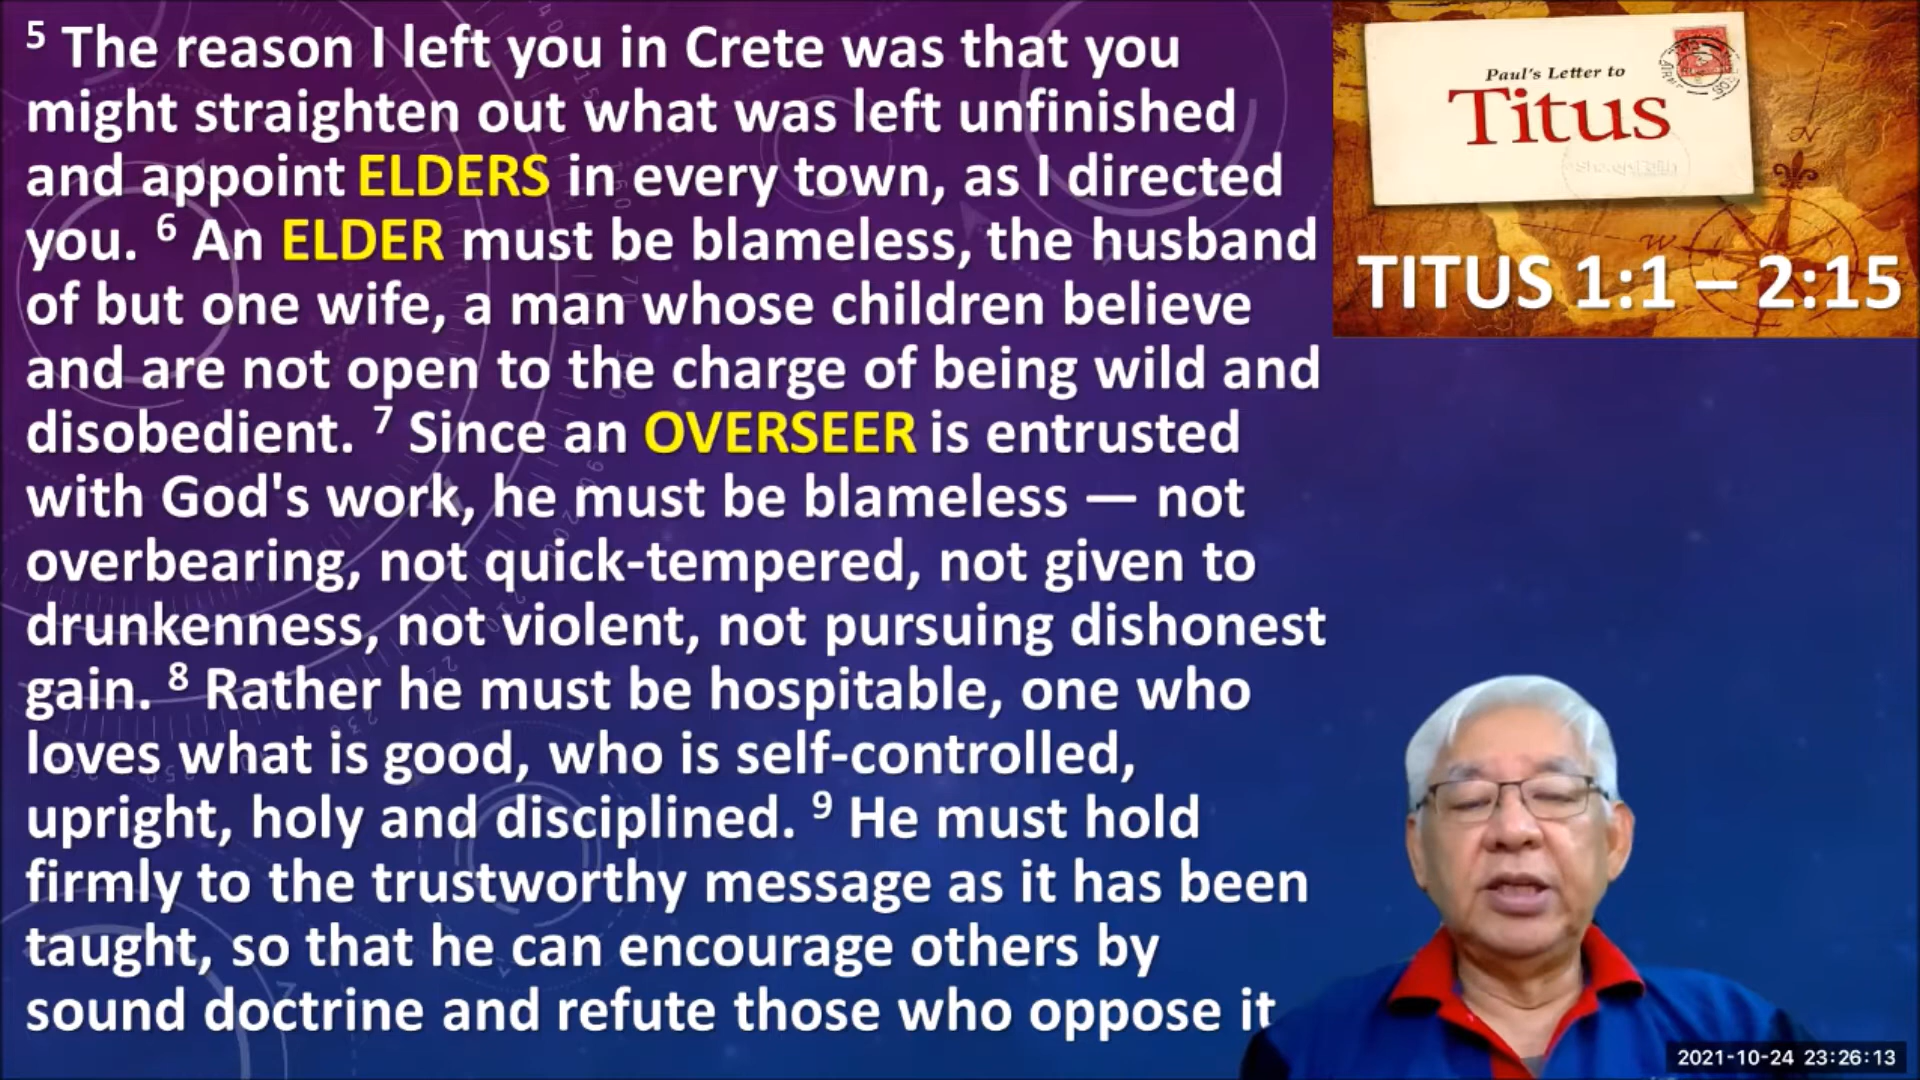 5 The reason I left you in Crete was that you
might straighten out what was left unfinished
and appoint ELDERS in every town, as I directed
you. 6 An ELDER must be blameless, the husband
of but one wife, a man whose children believe
and are not open to the charge of being wild and
disobedient. 7 Since an OVERSEER is entrusted
with God's work, he must be blameless — not
overbearing, not quick-tempered, not given to
drunkenness, not violent, not pursuing dishonest
gain. 8 Rather he must be hospitable, one who
loves what is good, who is self-controlled,
upright, holy and disciplined. 9 He must hold
firmly to the trustworthy message as it has been
taught, so that he can encourage others by
sound doctrine and refute those who oppose it
Paul's Letter to
Titus
N
W
TITUS 1:1 – 2:15
2021-10-24 23:26:13